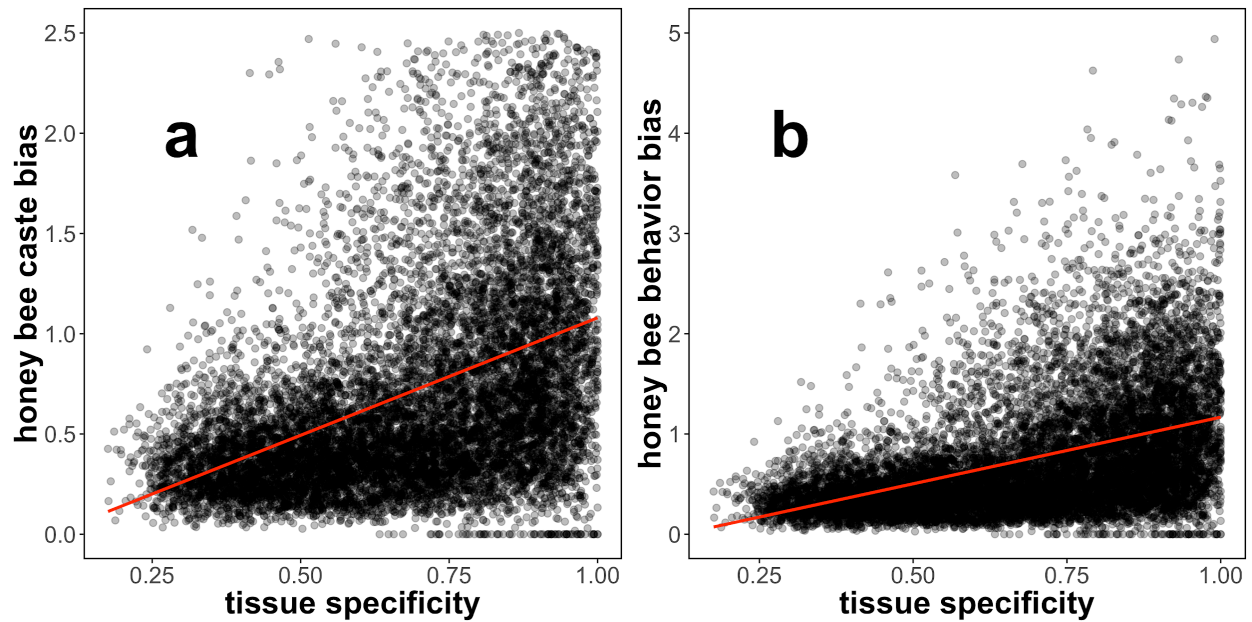 a
honey bee caste bias
2.5
2.0
1.5
1.0
0.5
0.0
0.25 0.50 0.75 1.00
tissue specificity
b
honey bee behavior bias
5
4
3
2
1
0
0.25 0.50 0.75 1.00
tissue specificity